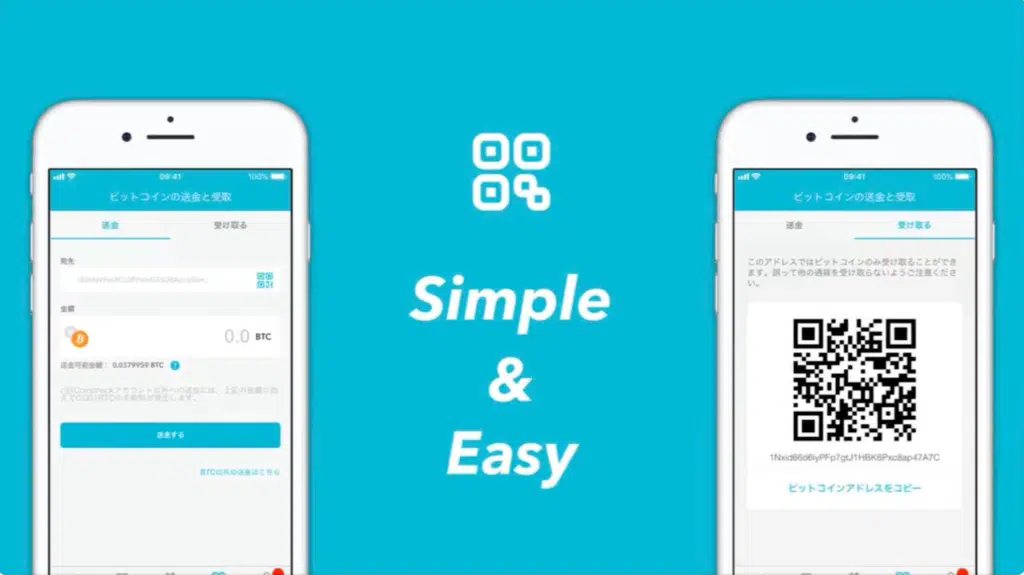 09:41
100%
ビットコインの送金と受取
送金
受け取る
宛先
金額
0.0 BTC
送金可能金額： 0.0379959 BTC ?
送金する
BTC以外の送金はこちら
Simple
&
Easy
09:41
100%
ビットコインの送金と受取
送金
受け取る
このアドレスではビットコインのみ受け取ることができ
ます。誤って他の通貨を受け取らないようご注意くださ
い。
1Nxid66d6iyPFp7gtJ1HBK6Pxc8ap47A7C
ビットコインアドレスをコピー